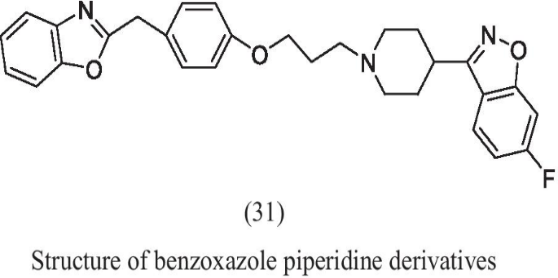 N
O
O
N
N
O
F
(31)
Structure of benzoxazole piperidine derivatives